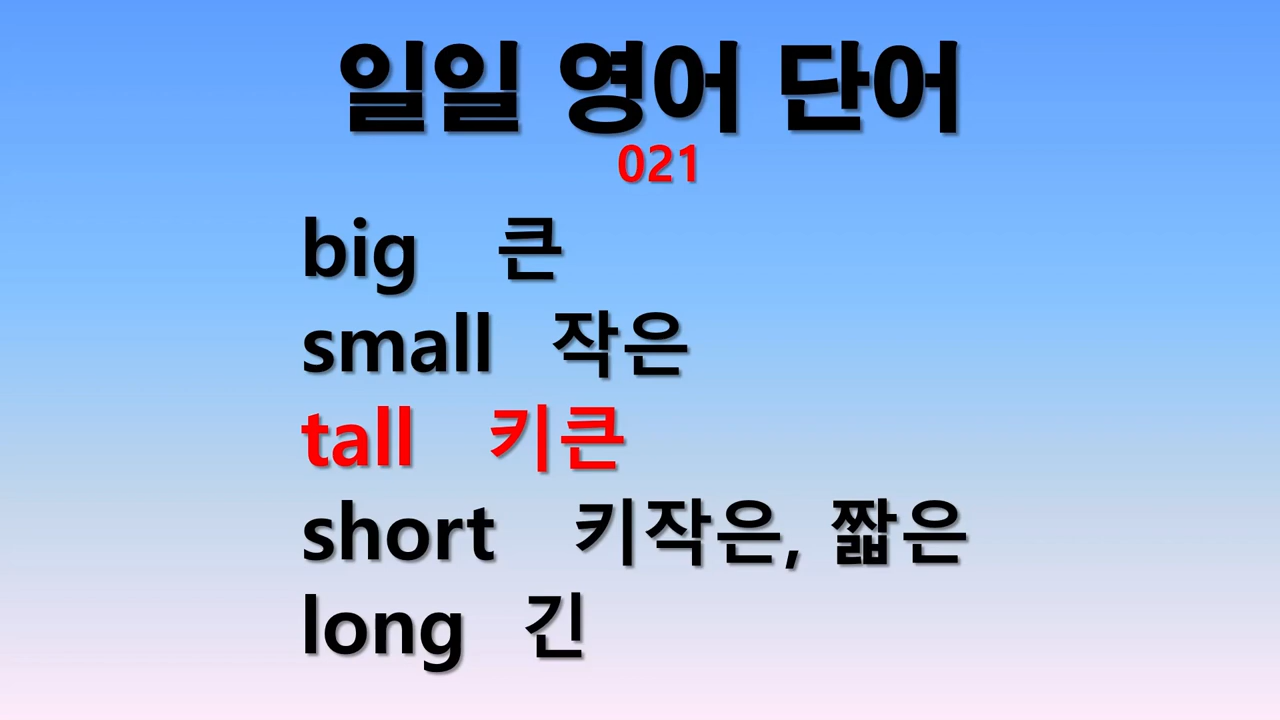 일일 영어 단어
021
big 큰
small 작은
tall 키큰
short 키작은, 짧은
long 긴